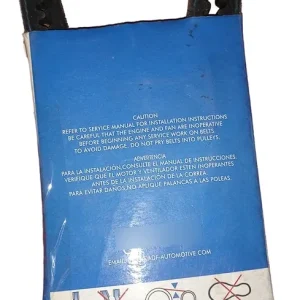 CAUTION
REFER TO SERVICE MANUAL FOR INSTALLATION INSTRUCTIONS
BE CAREFUL THAT THE ENGINE AND FAN ARE INOPERATIVE
BEFORE BEGINNING ANY SERVICE WORK ON BELTS.
TO AVOID DAMAGE, DO NOT PRY BELTS INTO PULLEYS.
ADVERTENCIA
PARA LA INSTALACIÓN,CONSULTE EL MANUAL DE INSTRUCCIONES.
VERIFIQUE QUE EL MOTOR Y VENTILADOR ESTEN INOPERANTES
ANTES DE LA INSTALACIÓN DE LA CORREA.
PARA EVITAR DAÑOS,NO APLIQUE PALANCAS A LAS POLEAS.